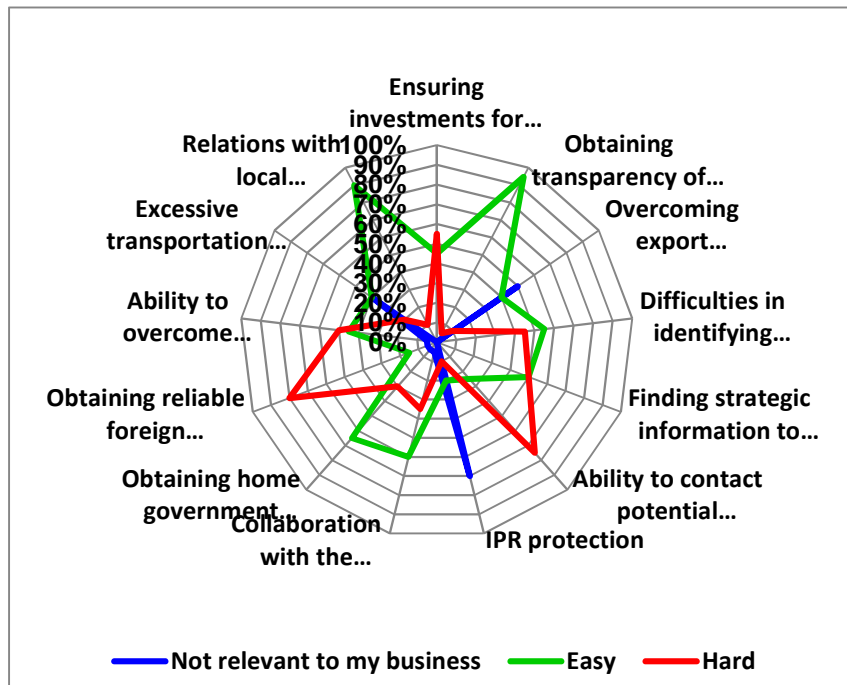 Ensuring
investments for...
Obtaining
transparency of...
Overcoming
export...
Difficulties in
identifying...
Finding strategic
information to...
Ability to contact
potential...
IPR protection
Collaboration
with the...
Obtaining home
government...
Obtaining reliable
foreign...
Ability to
overcome...
Excessive
transportation...
Relations with
local...
100%
90%
80%
70%
60%
50%
40%
30%
20%
10%
0%
Not relevant to my business
Easy
Hard